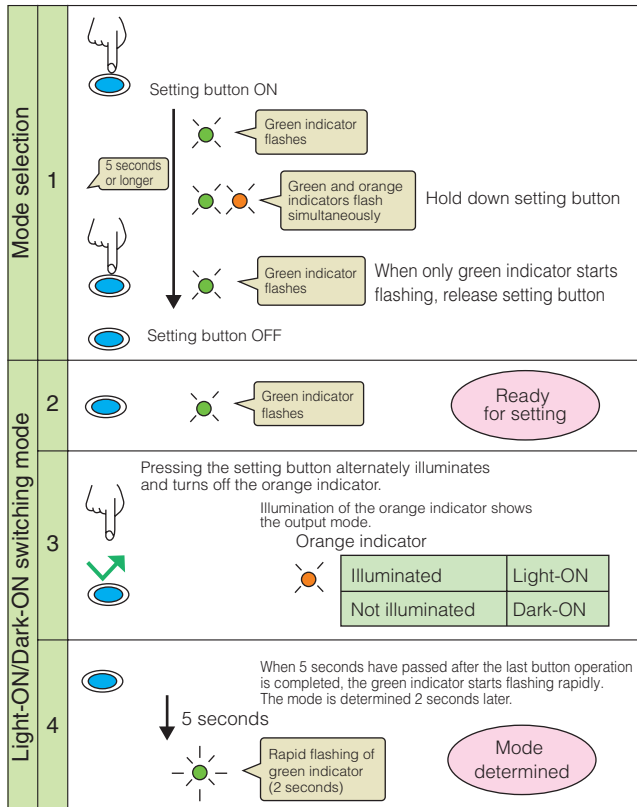 Mode selection
1
Setting button ON
Green indicator
flashes
5 seconds
or longer
Green and orange
indicators flash
simultaneously
Hold down setting button
Green indicator
flashes
When only green indicator starts
flashing, release setting button
Setting button OFF
Light-ON/Dark-ON switching mode
2
Green indicator
flashes
Ready
for setting
3
Pressing the setting button alternately illuminates
and turns off the orange indicator.
Illumination of the orange indicator shows
the output mode.
Orange indicator
Illuminated Light-ON
Not illuminated Dark-ON
4
When 5 seconds have passed after the last button operation
is completed, the green indicator starts flashing rapidly.
The mode is determined 2 seconds later.
5 seconds
Rapid flashing of
green indicator
(2 seconds)
Mode
determined